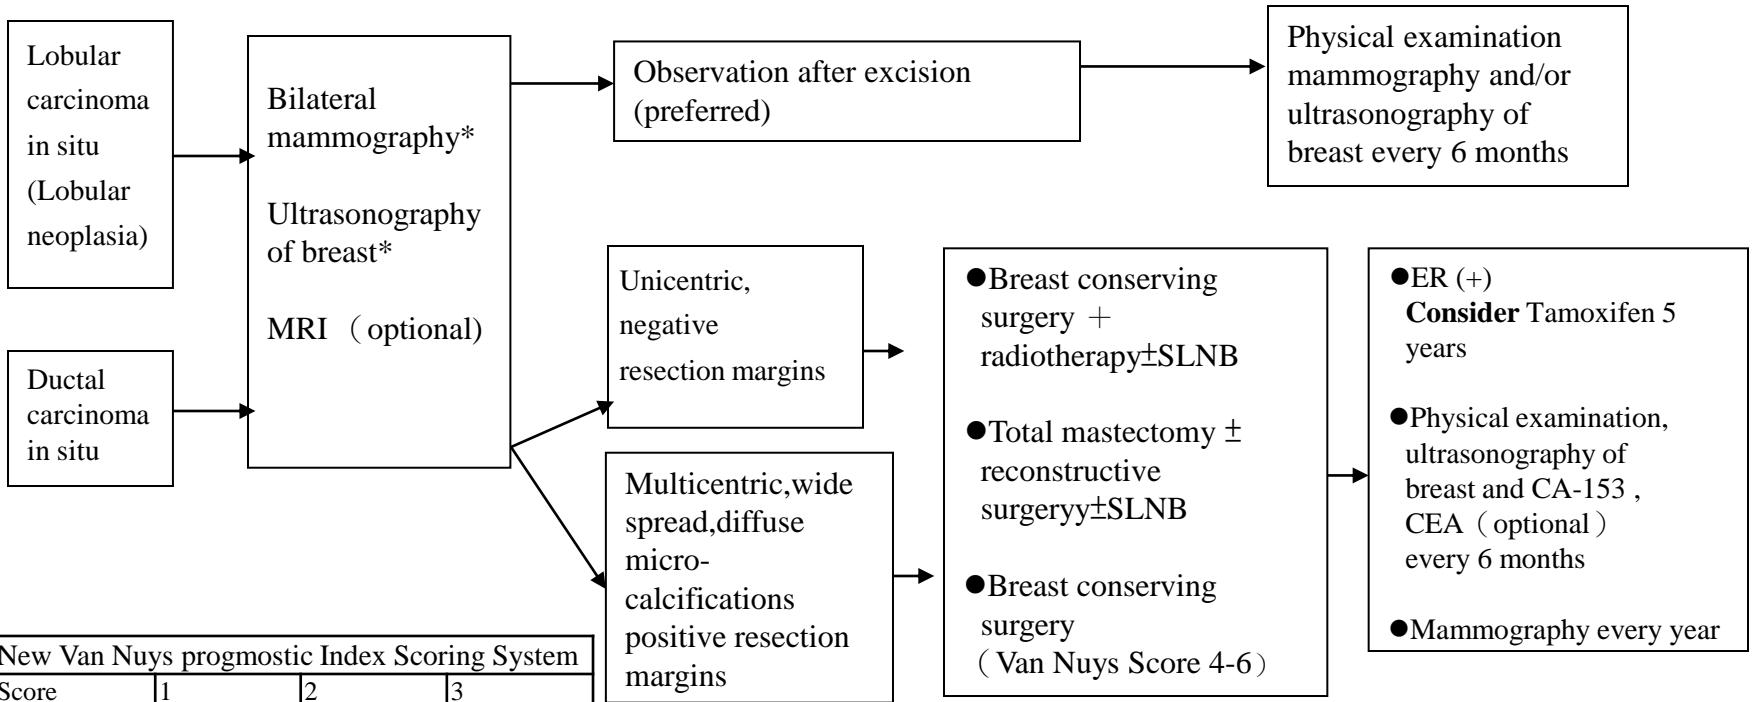 Lobular
carcinoma
in situ
(Lobular
neoplasia)
Ductal
carcinoma
in situ
Bilateral
mammography*
Ultrasonography
of breast*
MRI （optional)
Observation after excision
(preferred)
Physical examination
mammography and/or
ultrasonography of
breast every 6 months
Unicentric,
negative
resection margins
Multicentric,wide
spread,diffuse
micro-
calcifications
positive resection
margins
●Breast conserving
surgery ＋
radiotherapy±SLNB
●Total mastectomy ±
reconstructive
surgeryy±SLNB
●Breast conserving
surgery
（Van Nuys Score 4-6）
●ER (+)
Consider Tamoxifen 5
years
●Physical examination,
ultrasonography of
breast and CA-153 ,
CEA（optional）
every 6 months
●Mammography every year
New Van Nuys progmostic Index Scoring System
Score 1 2 3